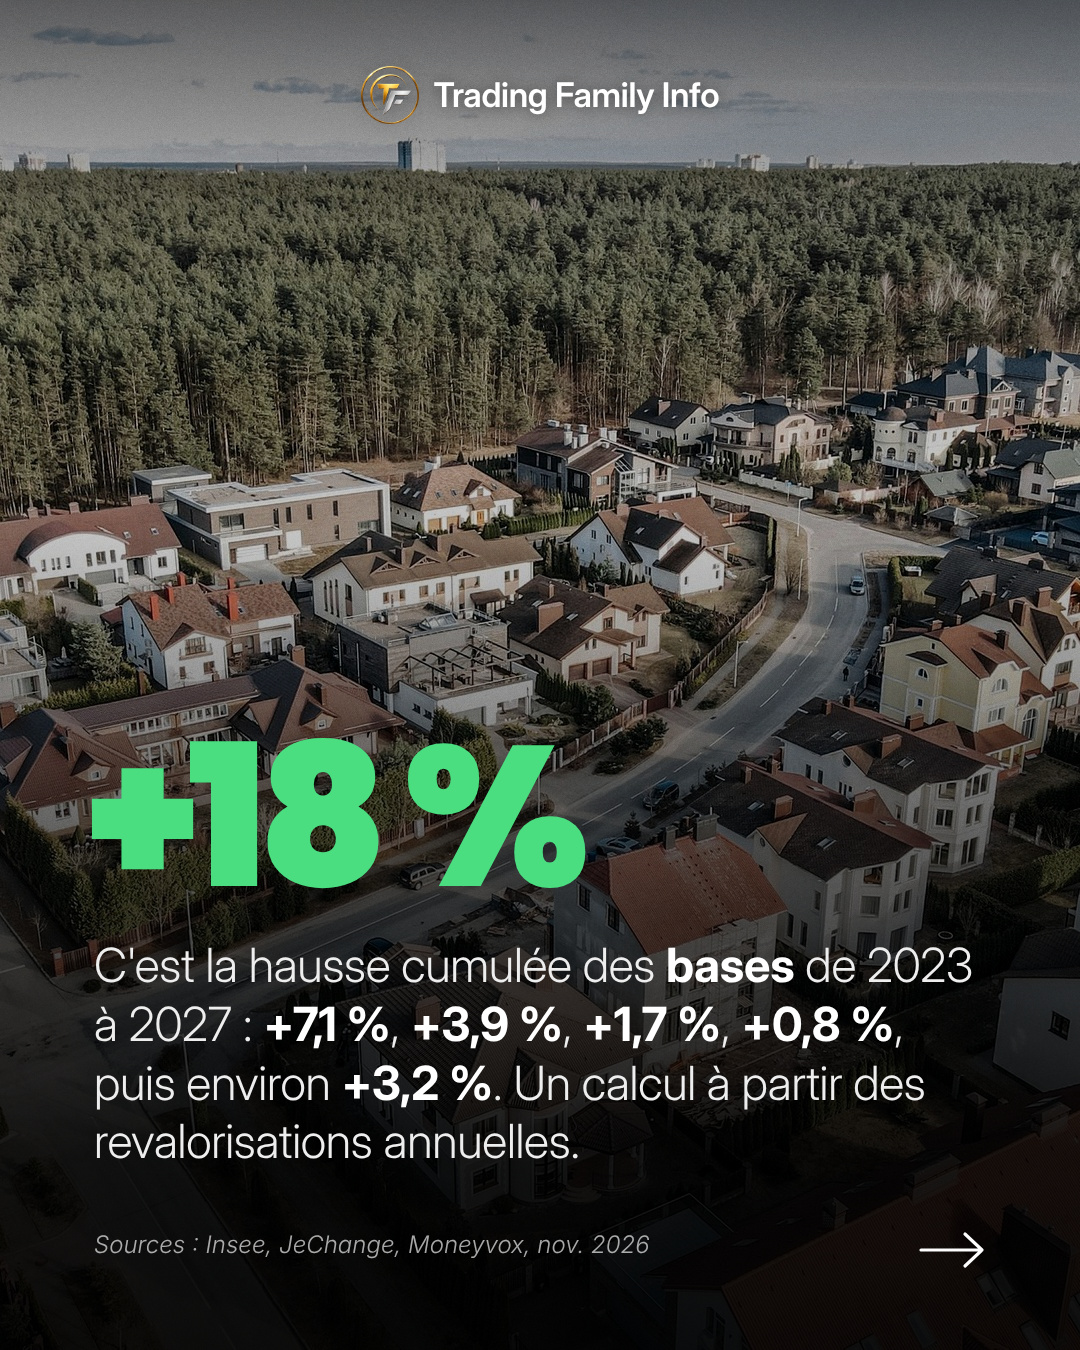 Trading Family Info
+18 %
C'est la hausse cumulée des bases de 2023
à 2027 : +7,1 %, +3,9 %, +1,7 %, +0,8 %,
puis environ +3,2 %. Un calcul à partir des
revalorisations annuelles.
Sources : Insee, JeChange, Moneyvox, nov. 2026